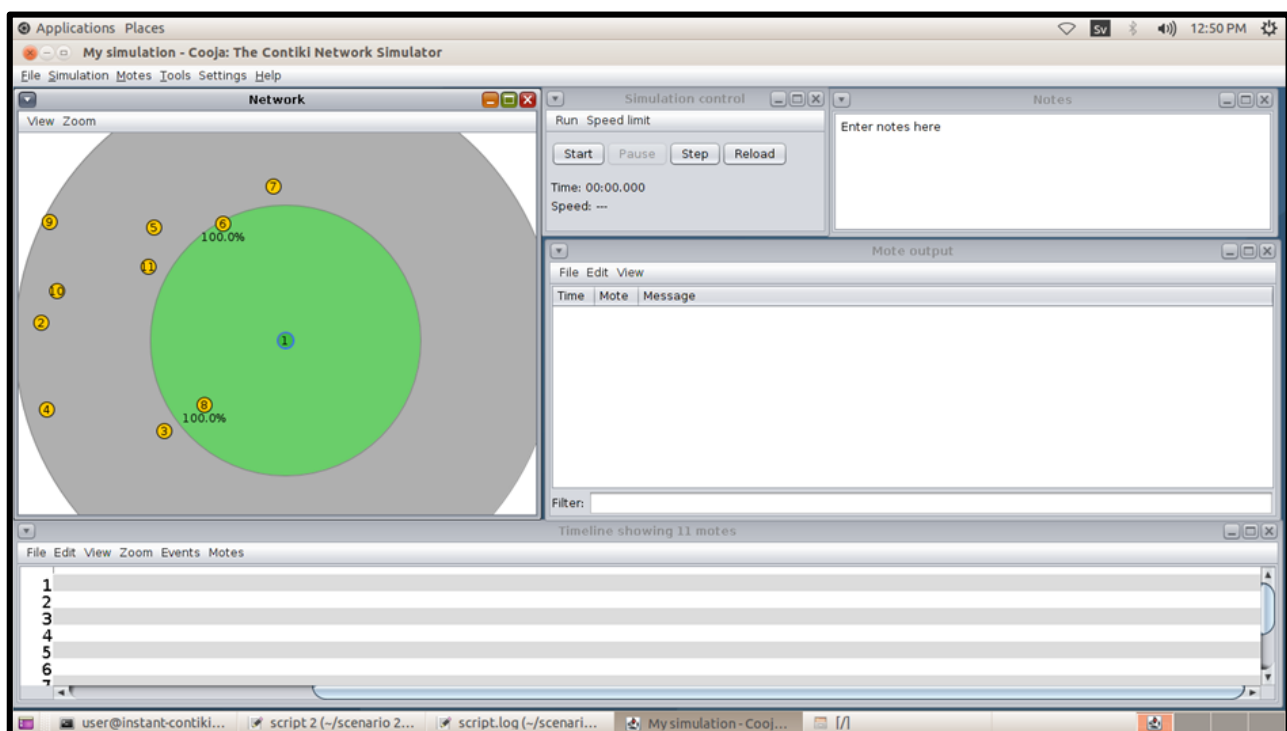 Applications Places
Sv 12:50 PM
My simulation - Cooja: The Contiki Network Simulator
File Simulation Motes Tools Settings Help
Network
View Zoom
7
9
5
6
100.0%
11
10
2
1
4
8
100.0%
3
Simulation control
Run Speed limit
Start Pause Step Reload
Time: 00:00.000
Speed: ---
Notes
Enter notes here
Mote output
File Edit View
Time Mote Message
Filter:
Timeline showing 11 motes
File Edit View Zoom Events Motes
1
2
3
4
5
6
7
user@instant-contiki... script 2 (~/scenario 2... script.log (~/scenari... My simulation - Cooj... [/]